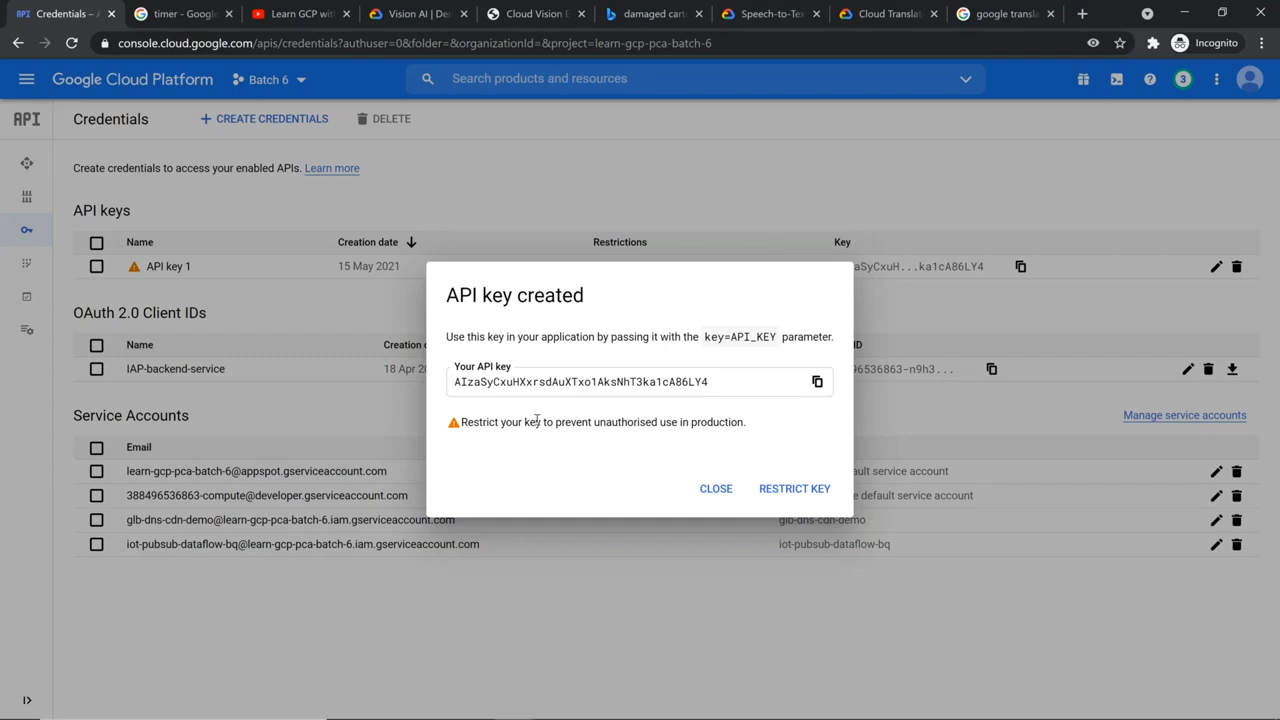 Credentials – A
timer - Google
Learn GCP with
Vision AI | Der
Cloud Vision E
damaged cart
Speech-to-Tex
Cloud Translat
google transla
console.cloud.google.com/apis/credentials?authuser=0&folder=&organizationId=&project=learn-gcp-pca-batch-6
Incognito
Google Cloud Platform
Batch 6
Search products and resources
3
API
Credentials
CREATE CREDENTIALS
DELETE
Create credentials to access your enabled APIs. Learn more
API keys
Name Creation date Restrictions Key
API key 1 15 May 2021 aSyCxuH...ka1cA86LY4
API key created
Use this key in your application by passing it with the key=API_KEY parameter.
Your API key
AIzaSyCxuHXxrsdAuXTxo1AksNhT3ka1cA86LY4
Restrict your key to prevent unauthorised use in production.
CLOSE
RESTRICT KEY
OAuth 2.0 Client IDs
Name Creation ID
IAP-backend-service 18 Apr 20 96536863-n9h3...
Service Accounts
Manage service accounts
Email
learn-gcp-pca-batch-6@appspot.gserviceaccount.com ault service account
388496536863-compute@developer.gserviceaccount.com e default service account
glb-dns-cdn-demo@learn-gcp-pca-batch-6.iam.gserviceaccount.com glb-dns-cdn-demo
iot-pubsub-dataflow-bq@learn-gcp-pca-batch-6.iam.gserviceaccount.com iot-pubsub-dataflow-bq